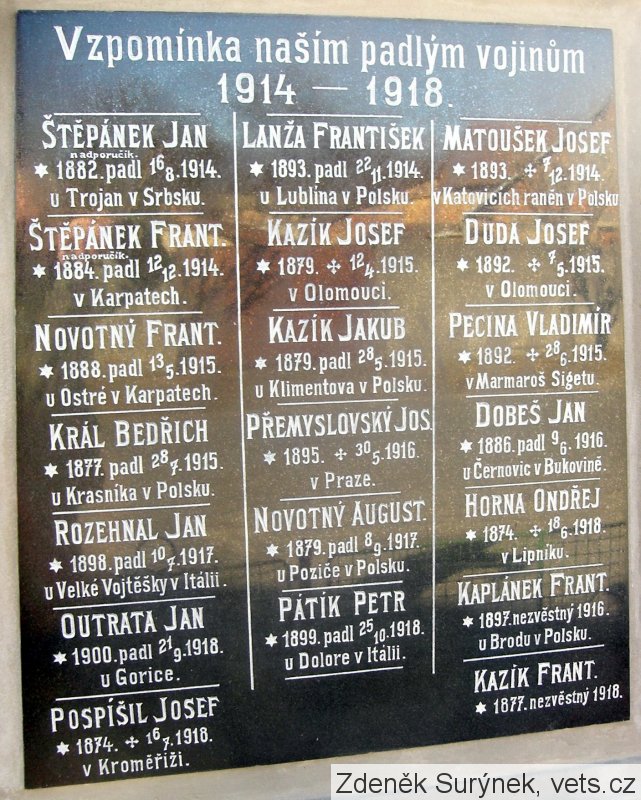 Vzpomínka naším padlým vojínům
1914 — 1918.
ŠTĚPÁNEK JAN
nadporučík.
✶ 1882. padl 16/8. 1914.
u Trojan v Srbsku.
ŠTĚPÁNEK FRANT.
nadporučík.
✶ 1884. padl 12/12. 1914.
v Karpatech.
NOVOTNÝ FRANT.
✶ 1888. padl 13/5. 1915.
u Ostré v Karpatech.
KRÁL BEDŘICH
✶ 1877. padl 28/7. 1915.
u Krasníka v Polsku.
ROZEHNAL JAN
✶ 1898. padl 10/7. 1917.
u Velké Vojtěšky v Itálii.
OUTRATA JAN
✶ 1900. padl 21/9. 1918.
u Gorice.
POSPÍŠIL JOSEF
✶ 1874. ✢ 16/7. 1918.
v Kroměříži.
LANŽA FRANTIŠEK
✶ 1893. padl 22/11. 1914.
u Lublína v Polsku.
KAZÍK JOSEF
✶ 1879. ✢ 12/4. 1915.
v Olomouci.
KAZÍK JAKUB
✶ 1879. padl 28/5. 1915.
u Klimentova v Polsku.
PŘEMYSLOVSKÝ JOS.
✶ 1895. ✢ 30/5. 1916.
v Praze.
NOVOTNÝ AUGUST.
✶ 1879. padl 8/9. 1917.
u Poziče v Polsku.
PÁTÍK PETR
✶ 1899. padl 25/10. 1918.
u Dolore v Itálii.
MATOUŠEK JOSEF
✶ 1893. ✢ 7/12. 1914.
v Katovicích raněn v Polsku
DUDA JOSEF
✶ 1892. ✢ 7/5. 1915.
v Olomouci.
PECINA VLADIMÍR
✶ 1892. ✢ 28/6. 1915.
v Marmaroš Sigetu.
DOBEŠ JAN
✶ 1886. padl 9/6. 1916.
u Černovic v Bukovině.
HORNA ONDŘEJ
✶ 1874. ✢ 18/6. 1918.
v Lipníku.
KAPLÁNEK FRANT.
✶ 1897. nezvěstný 1916.
u Brodu v Polsku.
KAZÍK FRANT.
✶ 1877. nezvěstný 1918.
Zdeněk Surýnek, vets.cz